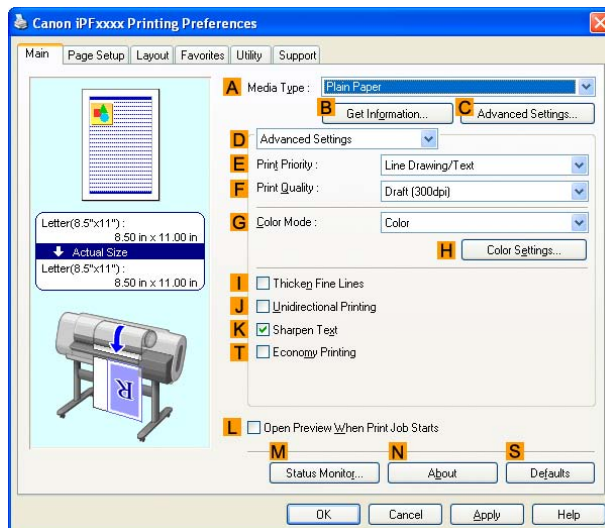 Canon iPFxxxx Printing Preferences
Main Page Setup Layout Favorites Utility Support
A Media Type : Plain Paper
B Get Information... C Advanced Settings...
D Advanced Settings
E Print Priority : Line Drawing/Text
F Print Quality : Draft (300dpi)
G Color Mode : Color
H Color Settings...
Letter(8.5"x11") :
8.50 in x 11.00 in
Actual Size
Letter(8.5"x11") :
8.50 in x 11.00 in
I Thicken Fine Lines
J Unidirectional Printing
K Sharpen Text
T Economy Printing
R
L Open Preview When Print Job Starts
M Status Monitor... N About S Defaults
OK Cancel Apply Help